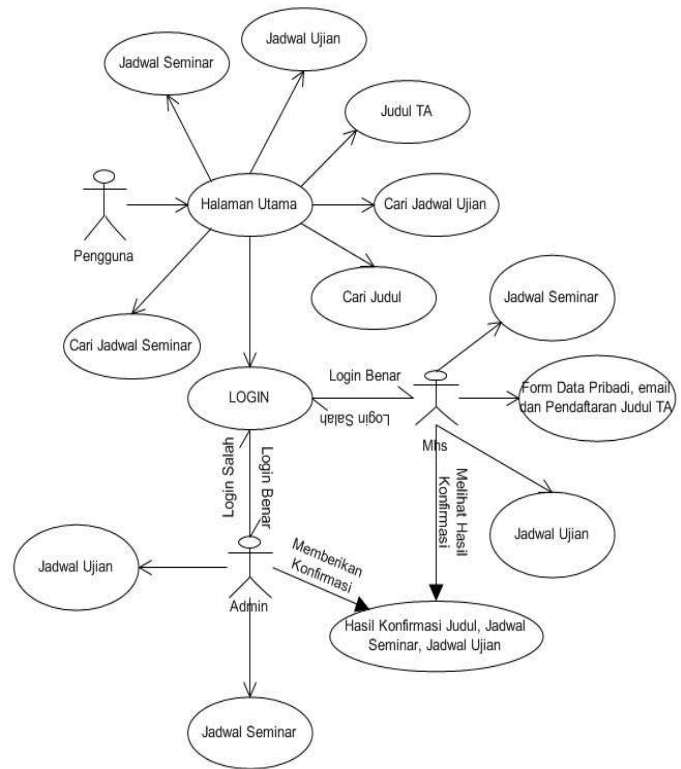 Jadwal Ujian
Jadwal Seminar
Judul TA
Halaman Utama
Cari Jadwal Ujian
Pengguna
Cari Judul
Jadwal Seminar
Cari Jadwal Seminar
Login Benar
LOGIN
Form Data Pribadi, email
dan Pendaftaran Judul TA
Login Salah
Mhs
Login Salah
Login Benar
Melihat Hasil
Konfirmasi
Jadwal Ujian
Memberikan
Konfirmasi
Jadwal Ujian
Admin
Hasil Konfirmasi Judul, Jadwal
Seminar, Jadwal Ujian
Jadwal Seminar